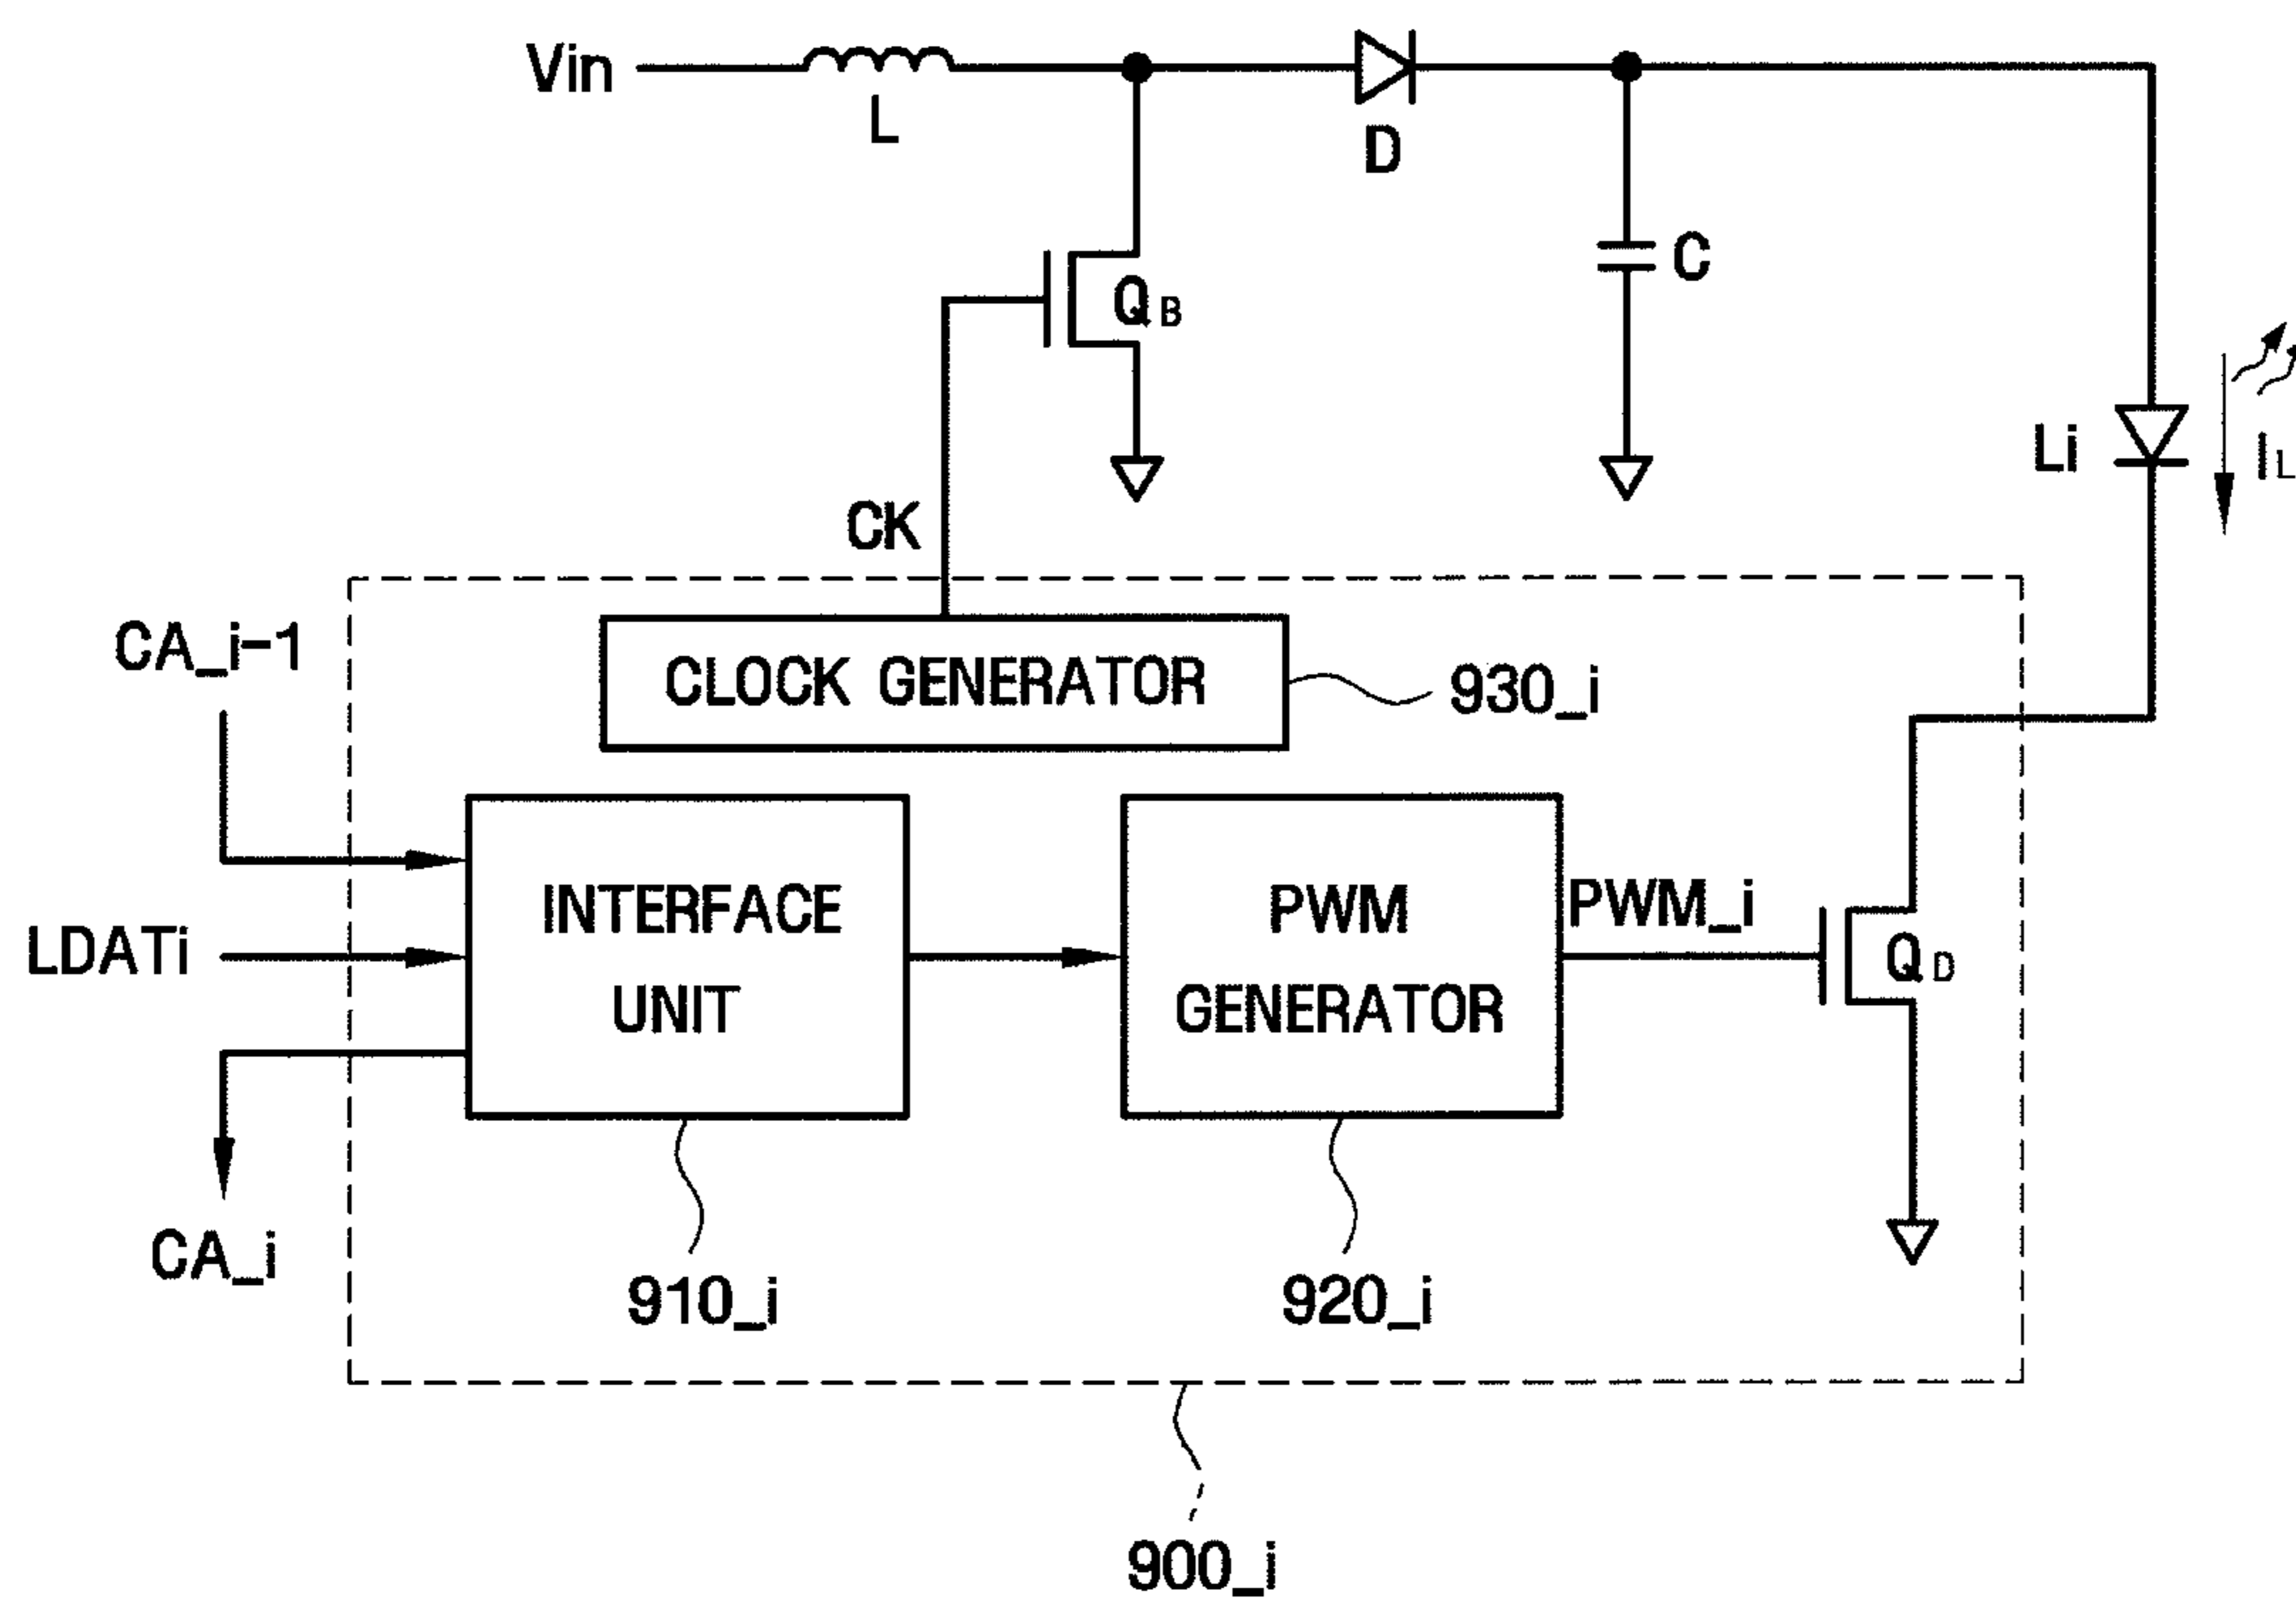 Vin
L
D
C
QB
Li
IL
CK
CA_i-1
CLOCK GENERATOR
930_i
INTERFACE
UNIT
PWM
GENERATOR
PWM_i
QD
LDATi
CA_i
910_i
920_i
900_i